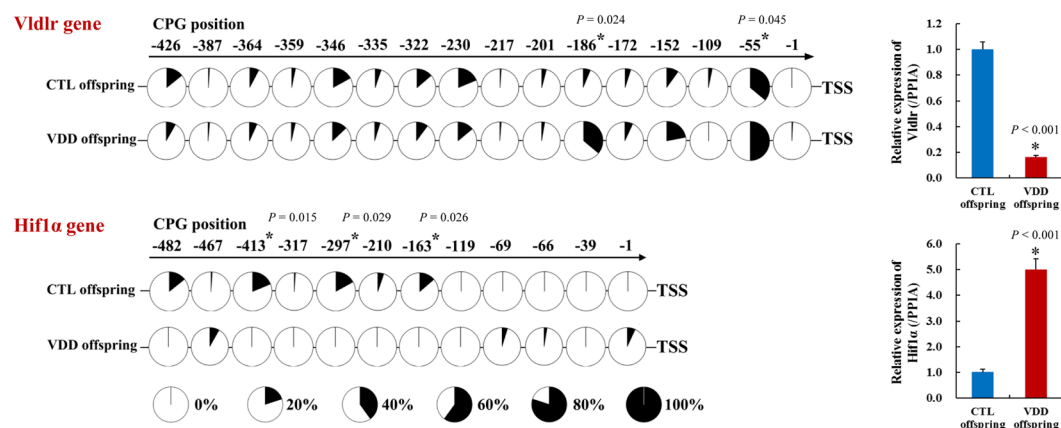 Vldlr gene
CPG position
P = 0.024
P = 0.045
-426 -387 -364 -359 -346 -335 -322 -230 -217 -201 -186* -172 -152 -109 -55* -1
CTL offspring TSS
VDD offspring TSS
Relative expression of
Vldlr (/PP1A)
1.2
1.0
0.8
0.6
0.4
0.2
0.0
P < 0.001
*
CTL
offspring
VDD
offspring
Hif1α gene
CPG position
P = 0.015
P = 0.029
P = 0.026
-482 -467 -413* -317 -297* -210 -163* -119 -69 -66 -39 -1
CTL offspring TSS
VDD offspring TSS
0% 20% 40% 60% 80% 100%
Relative expression of
Hif1α (/PP1A)
6.0
5.0
4.0
3.0
2.0
1.0
0.0
P < 0.001
*
CTL
offspring
VDD
offspring